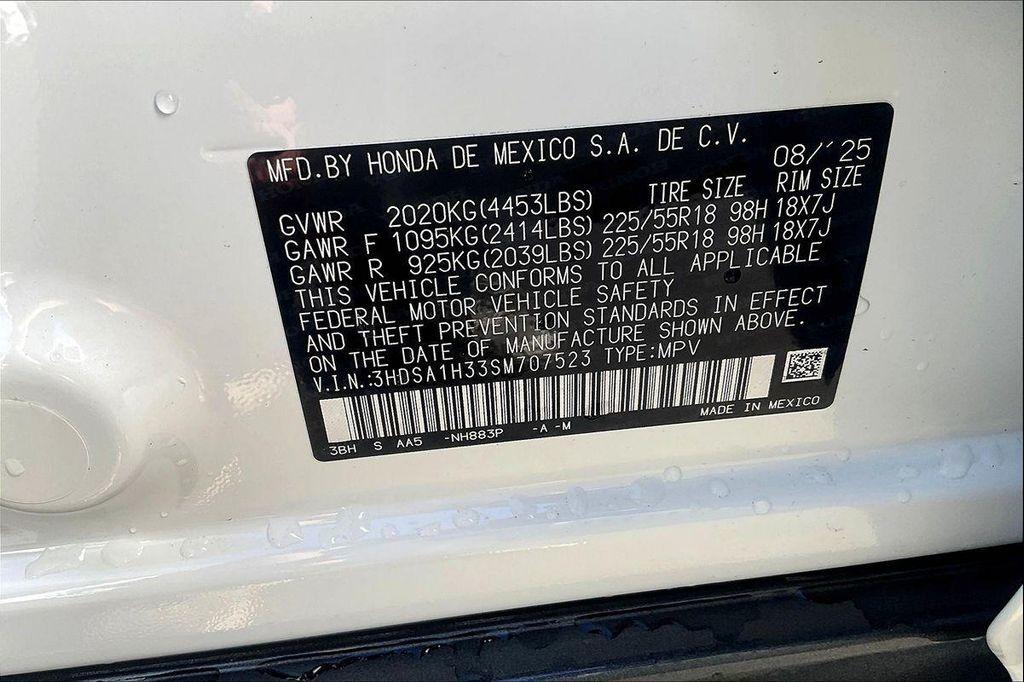 MFD.BY HONDA DE MEXICO S.A. DE C.V. 08/'25
TIRE SIZE RIM SIZE
GVWR 2020KG(4453LBS)
GAWR F 1095KG(2414LBS) 225/55R18 98H 18X7J
GAWR R 925KG(2039LBS) 225/55R18 98H 18X7J
THIS VEHICLE CONFORMS TO ALL APPLICABLE
FEDERAL MOTOR VEHICLE SAFETY
AND THEFT PREVENTION STANDARDS IN EFFECT
ON THE DATE OF MANUFACTURE SHOWN ABOVE.
V.I.N.:3HDSA1H33SM707523 TYPE:MPV
3BH S AA5 -NH883P -A -M MADE IN MEXICO